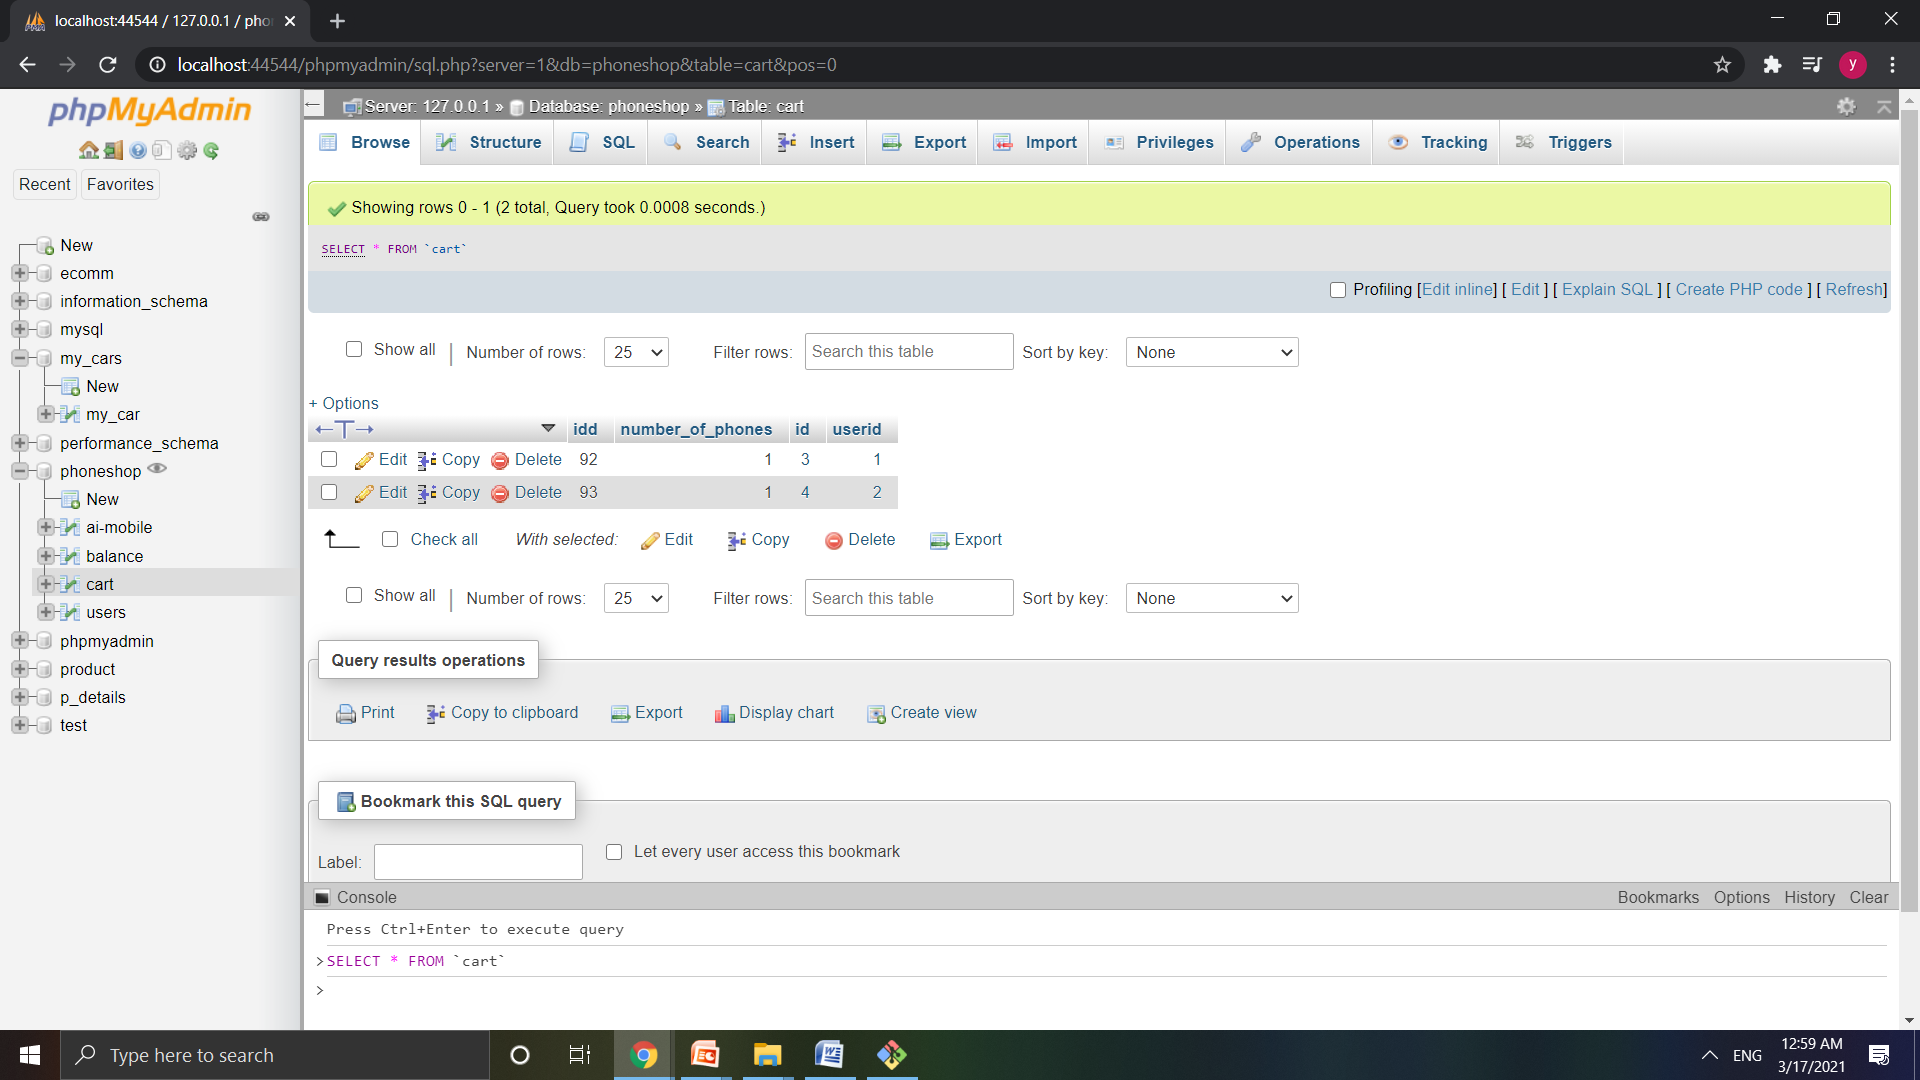 localhost:44544 / 127.0.0.1 / pho
localhost:44544/phpmyadmin/sql.php?server=1&db=phoneshop&table=cart&pos=0
y
phpMyAdmin
Recent
Favorites
New
ecomm
information_schema
mysql
my_cars
New
my_car
performance_schema
phoneshop
New
ai-mobile
balance
cart
users
phpmyadmin
product
p_details
test
Server: 127.0.0.1 » Database: phoneshop » Table: cart
Browse Structure SQL Search Insert Export Import Privileges Operations Tracking Triggers
Showing rows 0 - 1 (2 total, Query took 0.0008 seconds.)
SELECT * FROM `cart`
Profiling [Edit inline] [ Edit ] [ Explain SQL ] [ Create PHP code ] [ Refresh]
Show all | Number of rows: 25 Filter rows: Search this table Sort by key: None
+ Options
←T→ idd number_of_phones id userid
Edit Copy Delete 92 1 3 1
Edit Copy Delete 93 1 4 2
Check all With selected: Edit Copy Delete Export
Show all | Number of rows: 25 Filter rows: Search this table Sort by key: None
Query results operations
Print Copy to clipboard Export Display chart Create view
Bookmark this SQL query
Label: Let every user access this bookmark
Console Bookmarks Options History Clear
Press Ctrl+Enter to execute query
>SELECT * FROM `cart`
>
Type here to search
ENG
12:59 AM
3/17/2021